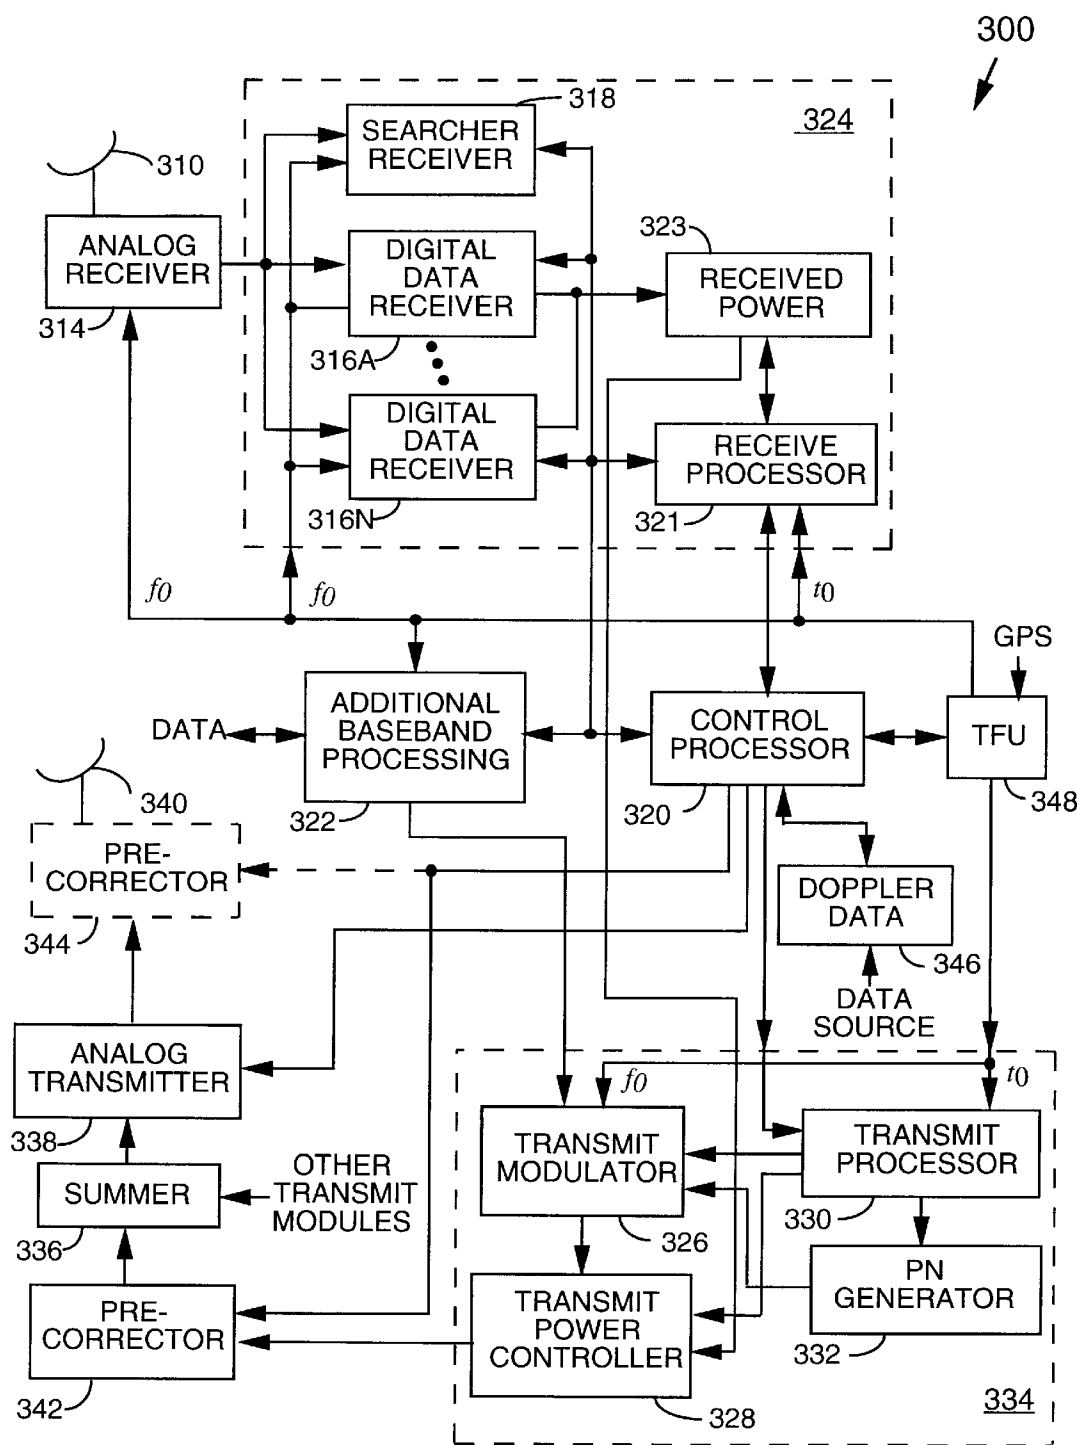 300
318
324
SEARCHER
RECEIVER
310
ANALOG
RECEIVER
314
DIGITAL
DATA
RECEIVER
316A
323
RECEIVED
POWER
DIGITAL
DATA
RECEIVER
316N
RECEIVE
PROCESSOR
321
f0
f0
t0
GPS
DATA
ADDITIONAL
BASEBAND
PROCESSING
322
CONTROL
PROCESSOR
320
TFU
348
340
PRE-
CORRECTOR
344
DOPPLER
DATA
346
DATA
SOURCE
ANALOG
TRANSMITTER
338
f0
t0
TRANSMIT
MODULATOR
326
TRANSMIT
PROCESSOR
330
SUMMER
336
OTHER
TRANSMIT
MODULES
PN
GENERATOR
332
PRE-
CORRECTOR
342
TRANSMIT
POWER
CONTROLLER
328
334